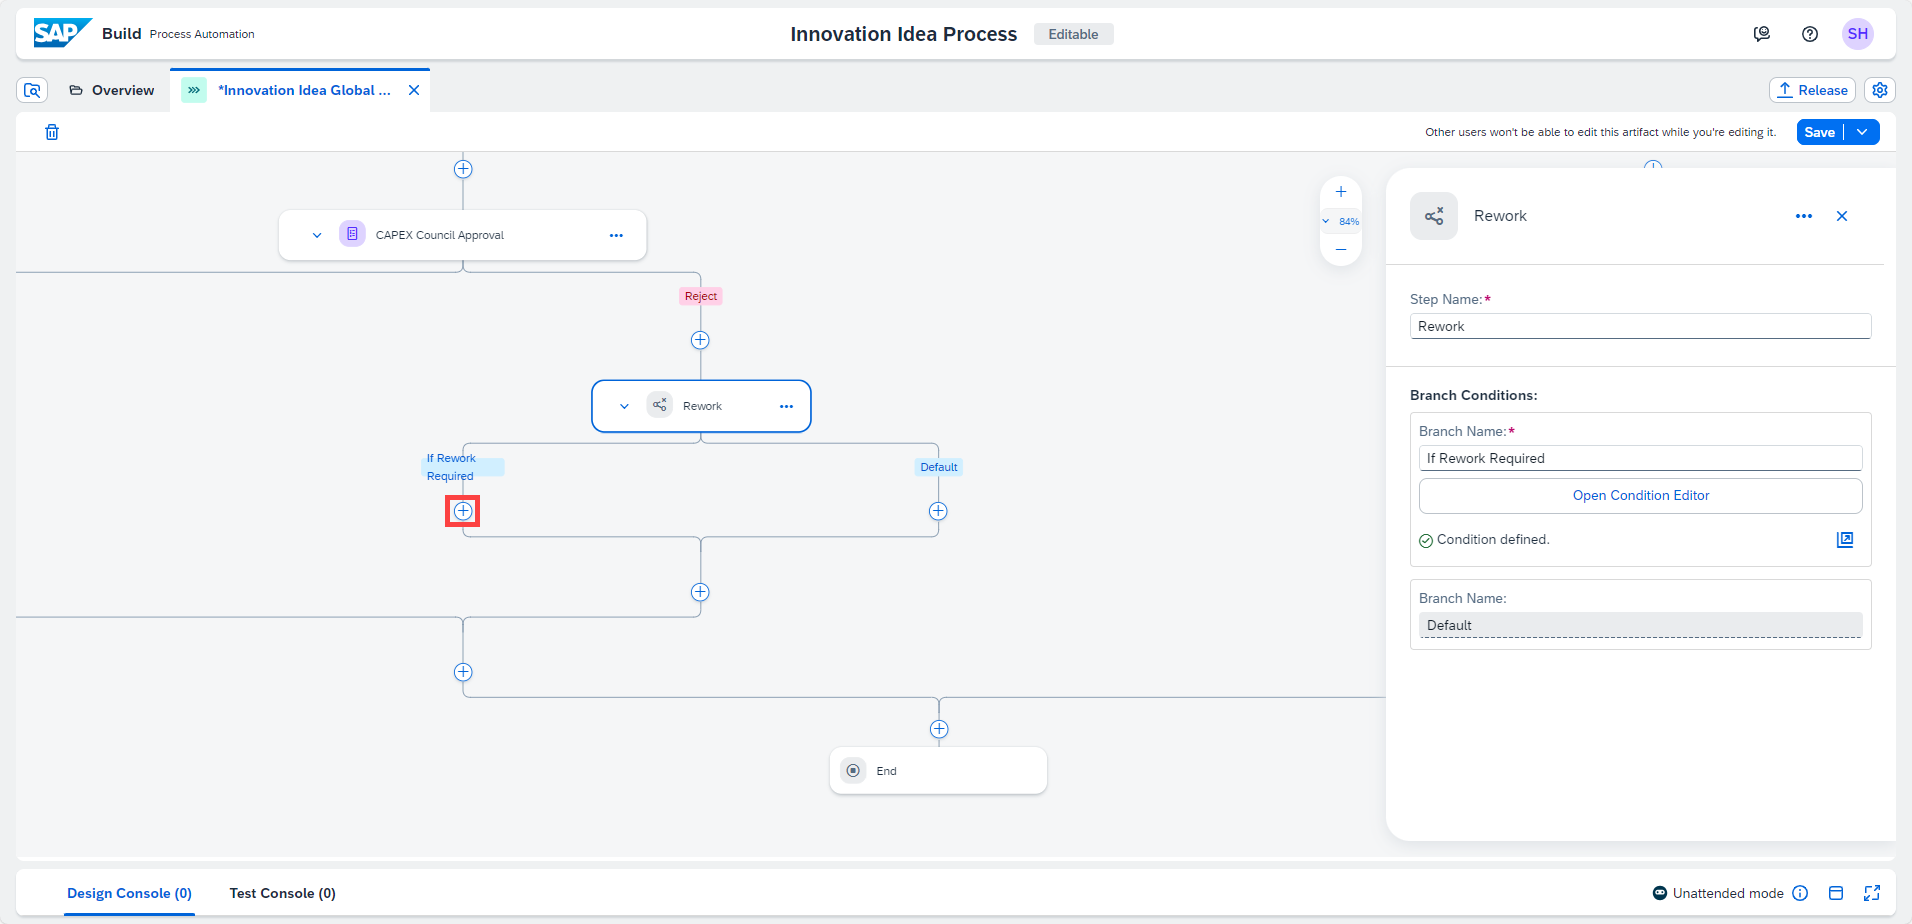 SAP Build Process Automation
Innovation Idea Process Editable
SH
Overview
*Innovation Idea Global ...
Release
Other users won't be able to edit this artifact while you're editing it.
Save
CAPEX Council Approval
84%
Rework
Reject
Step Name:*
Rework
Rework
Branch Conditions:
Branch Name:*
If Rework
Required
Default
If Rework Required
Open Condition Editor
Condition defined.
Branch Name:
Default
End
Design Console (0)
Test Console (0)
Unattended mode